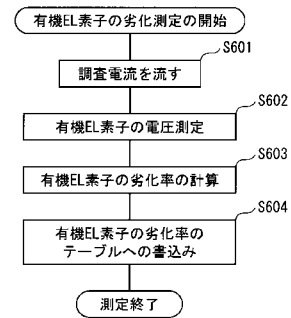 有機EL素子の劣化測定の開始
S601
調査電流を流す
S602
有機EL素子の電圧測定
S603
有機EL素子の劣化率の計算
S604
有機EL素子の劣化率の
テーブルへの書込み
測定終了